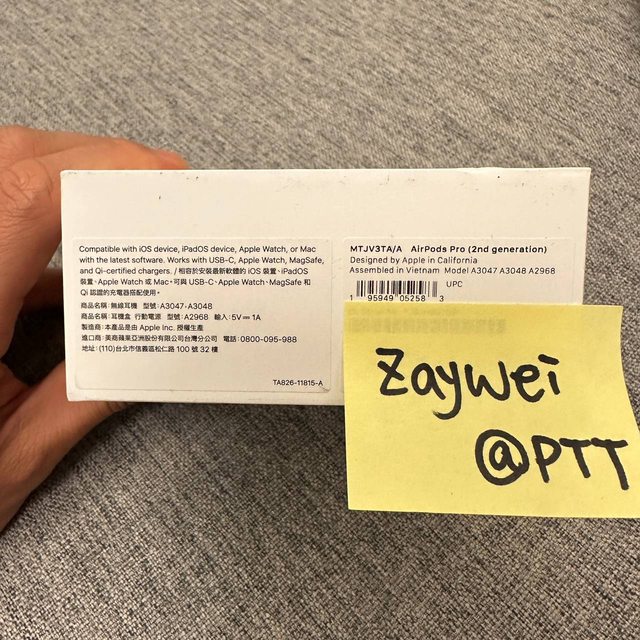 Compatible with iOS device, iPadOS device, Apple Watch, or Mac
with the latest software. Works with USB-C, Apple Watch, MagSafe,
and Qi-certified chargers. / 相容於安裝最新軟體的 iOS 裝置、iPadOS
裝置、Apple Watch 或 Mac。可與 USB-C、Apple Watch、MagSafe 和
Qi 認證的充電器搭配使用。
商品名稱：無線耳機 型號：A3047、A3048
商品名稱：耳機盒 行動電源 型號：A2968 輸入：5V⎓1A
製造商：本產品是由 Apple Inc. 授權生產
進口商：美商蘋果亞洲股份有限公司台灣分公司 電話：0800-095-988
地址：(110)台北市信義區松仁路 100 號 32 樓
TA826-11815-A
MTJV3TA/A AirPods Pro (2nd generation)
Designed by Apple in California
Assembled in Vietnam Model A3047 A3048 A2968
UPC
1 95949 05258 3
Zaywei
@PTT